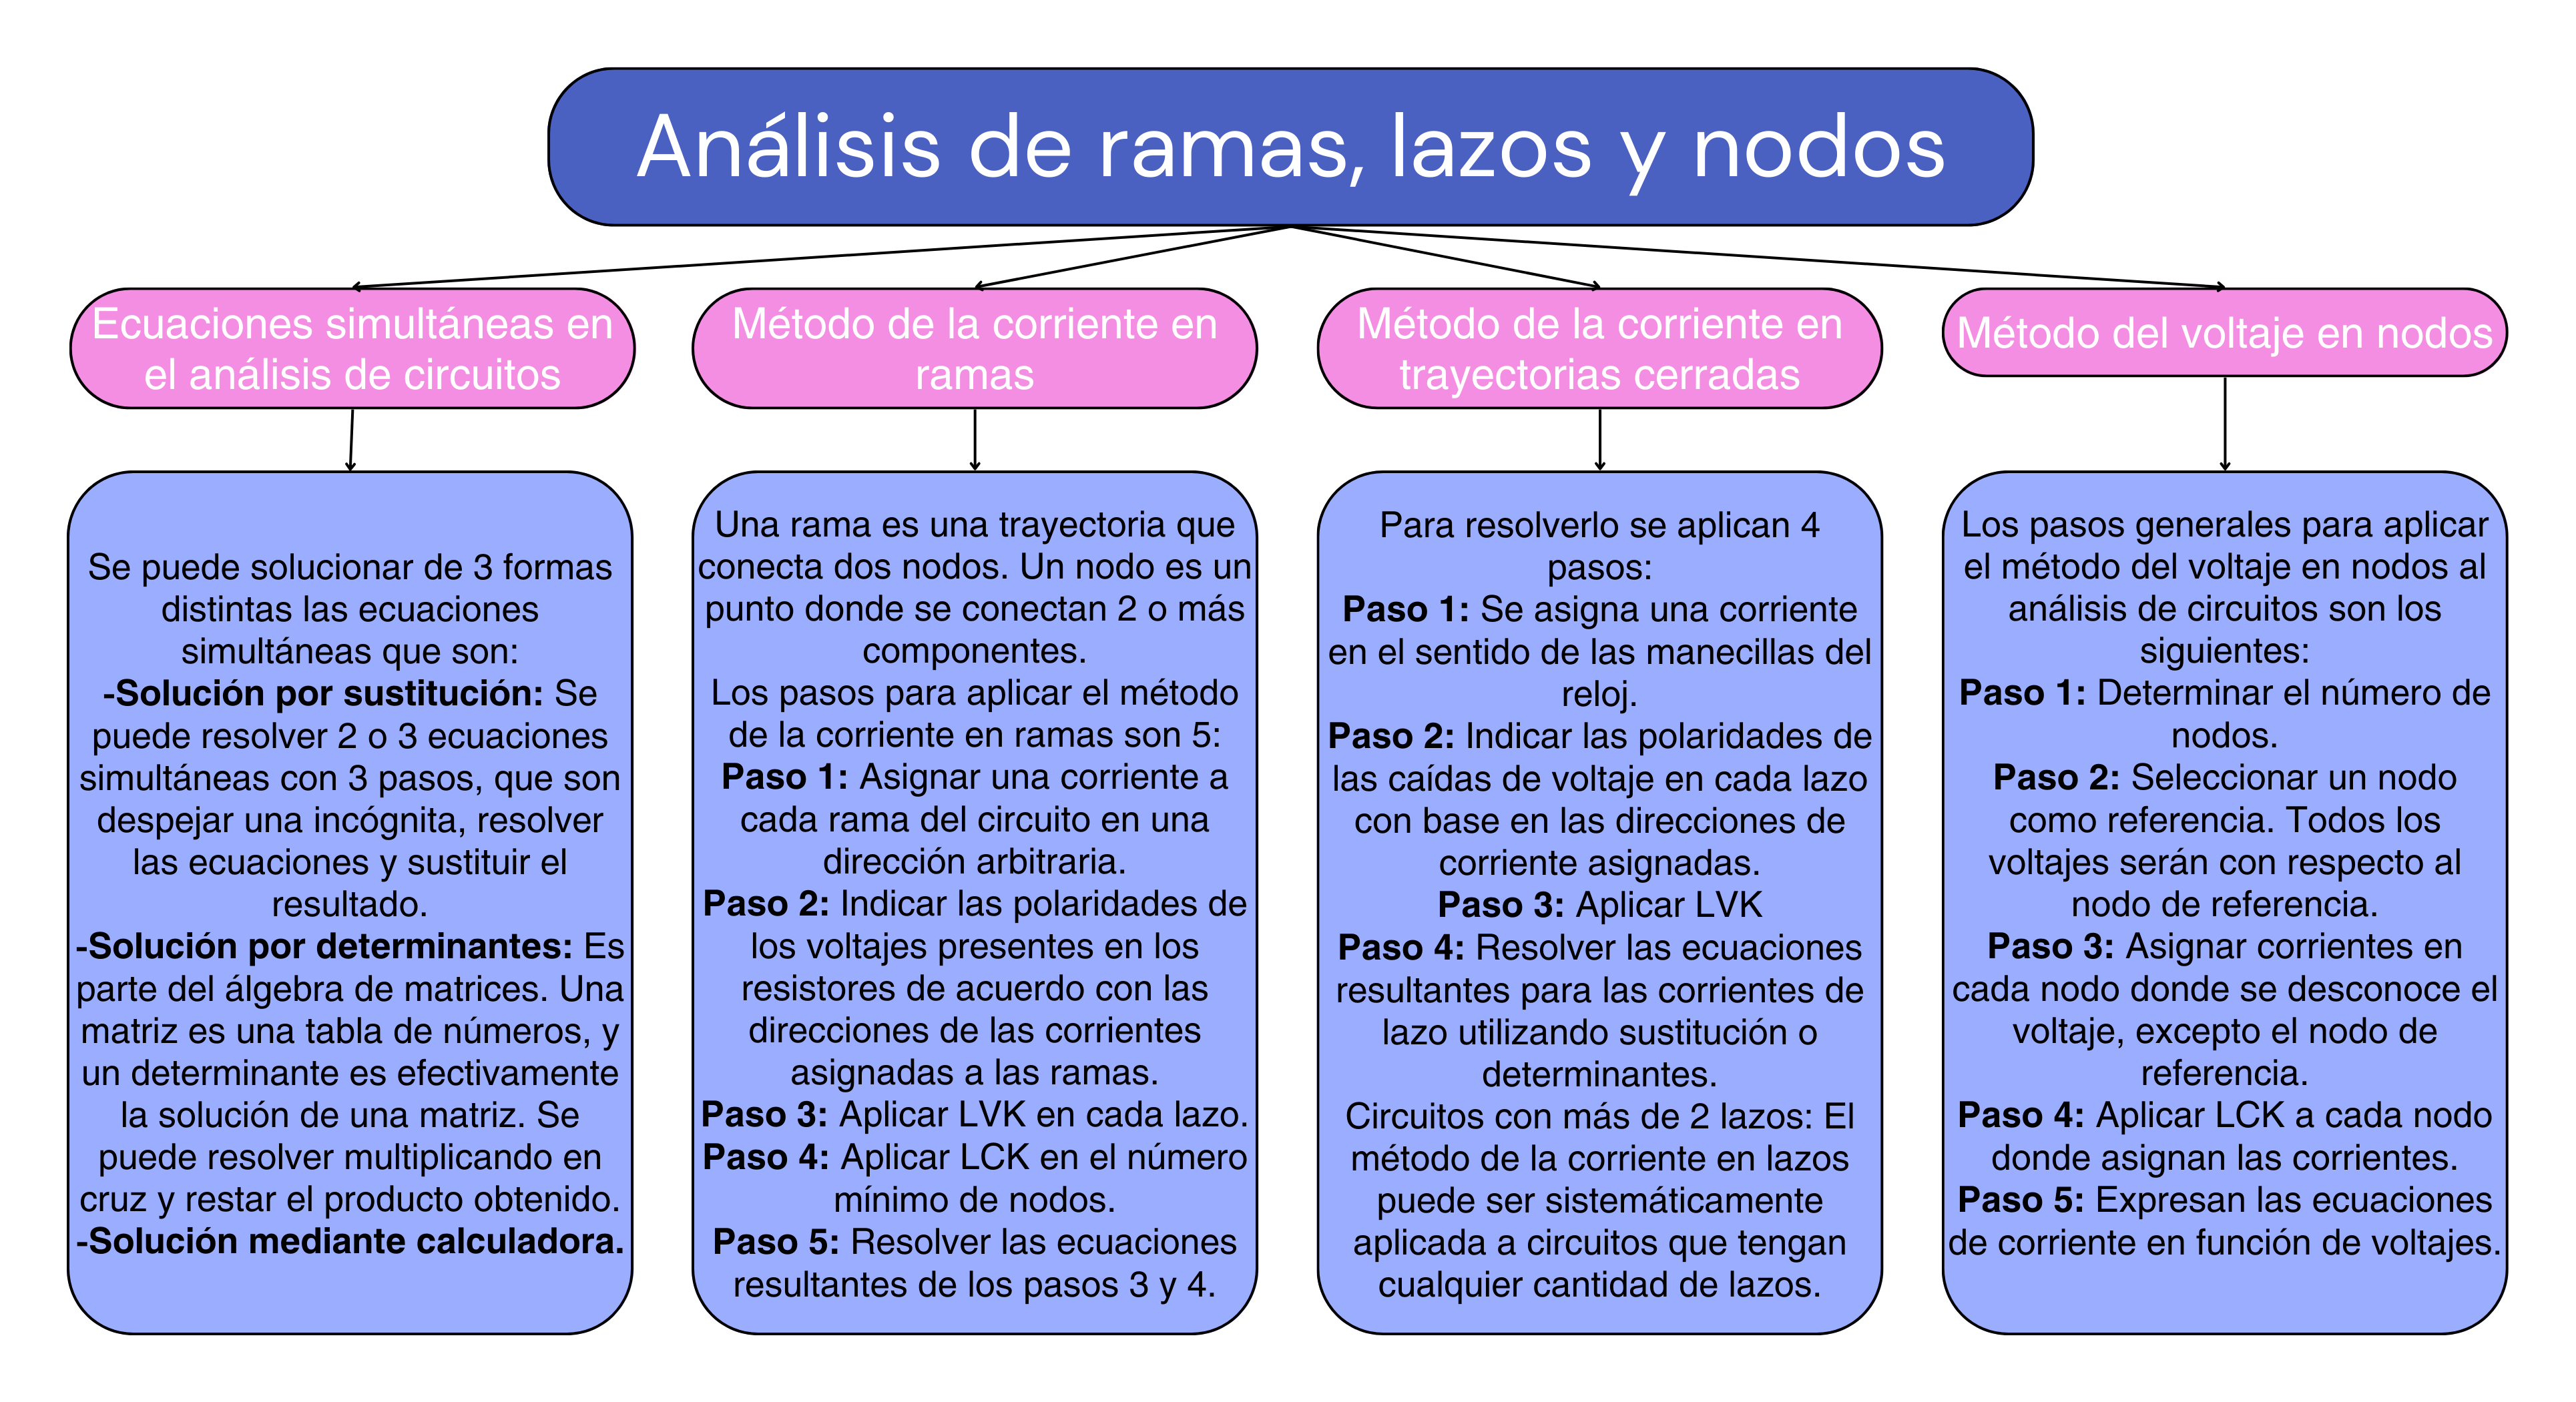 Análisis de ramas, lazos y nodos
Ecuaciones simultáneas en
el análisis de circuitos
Se puede solucionar de 3 formas
distintas las ecuaciones
simultáneas que son:
-Solución por sustitución: Se
puede resolver 2 o 3 ecuaciones
simultáneas con 3 pasos, que son
despejar una incógnita, resolver
las ecuaciones y sustituir el
resultado.
-Solución por determinantes: Es
parte del álgebra de matrices. Una
matriz es una tabla de números, y
un determinante es efectivamente
la solución de una matriz. Se
puede resolver multiplicando en
cruz y restar el producto obtenido.
-Solución mediante calculadora.
Método de la corriente en
ramas
Una rama es una trayectoria que
conecta dos nodos. Un nodo es un
punto donde se conectan 2 o más
componentes.
Los pasos para aplicar el método
de la corriente en ramas son 5:
Paso 1: Asignar una corriente a
cada rama del circuito en una
dirección arbitraria.
Paso 2: Indicar las polaridades de
los voltajes presentes en los
resistores de acuerdo con las
direcciones de las corrientes
asignadas a las ramas.
Paso 3: Aplicar LVK en cada lazo.
Paso 4: Aplicar LCK en el número
mínimo de nodos.
Paso 5: Resolver las ecuaciones
resultantes de los pasos 3 y 4.
Método de la corriente en
trayectorias cerradas
Para resolverlo se aplican 4
pasos:
Paso 1: Se asigna una corriente
en el sentido de las manecillas del
reloj.
Paso 2: Indicar las polaridades de
las caídas de voltaje en cada lazo
con base en las direcciones de
corriente asignadas.
Paso 3: Aplicar LVK
Paso 4: Resolver las ecuaciones
resultantes para las corrientes de
lazo utilizando sustitución o
determinantes.
Circuitos con más de 2 lazos: El
método de la corriente en lazos
puede ser sistemáticamente
aplicada a circuitos que tengan
cualquier cantidad de lazos.
Método del voltaje en nodos
Los pasos generales para aplicar
el método del voltaje en nodos al
análisis de circuitos son los
siguientes:
Paso 1: Determinar el número de
nodos.
Paso 2: Seleccionar un nodo
como referencia. Todos los
voltajes serán con respecto al
nodo de referencia.
Paso 3: Asignar corrientes en
cada nodo donde se desconoce el
voltaje, excepto el nodo de
referencia.
Paso 4: Aplicar LCK a cada nodo
donde asignan las corrientes.
Paso 5: Expresan las ecuaciones
de corriente en función de voltajes.